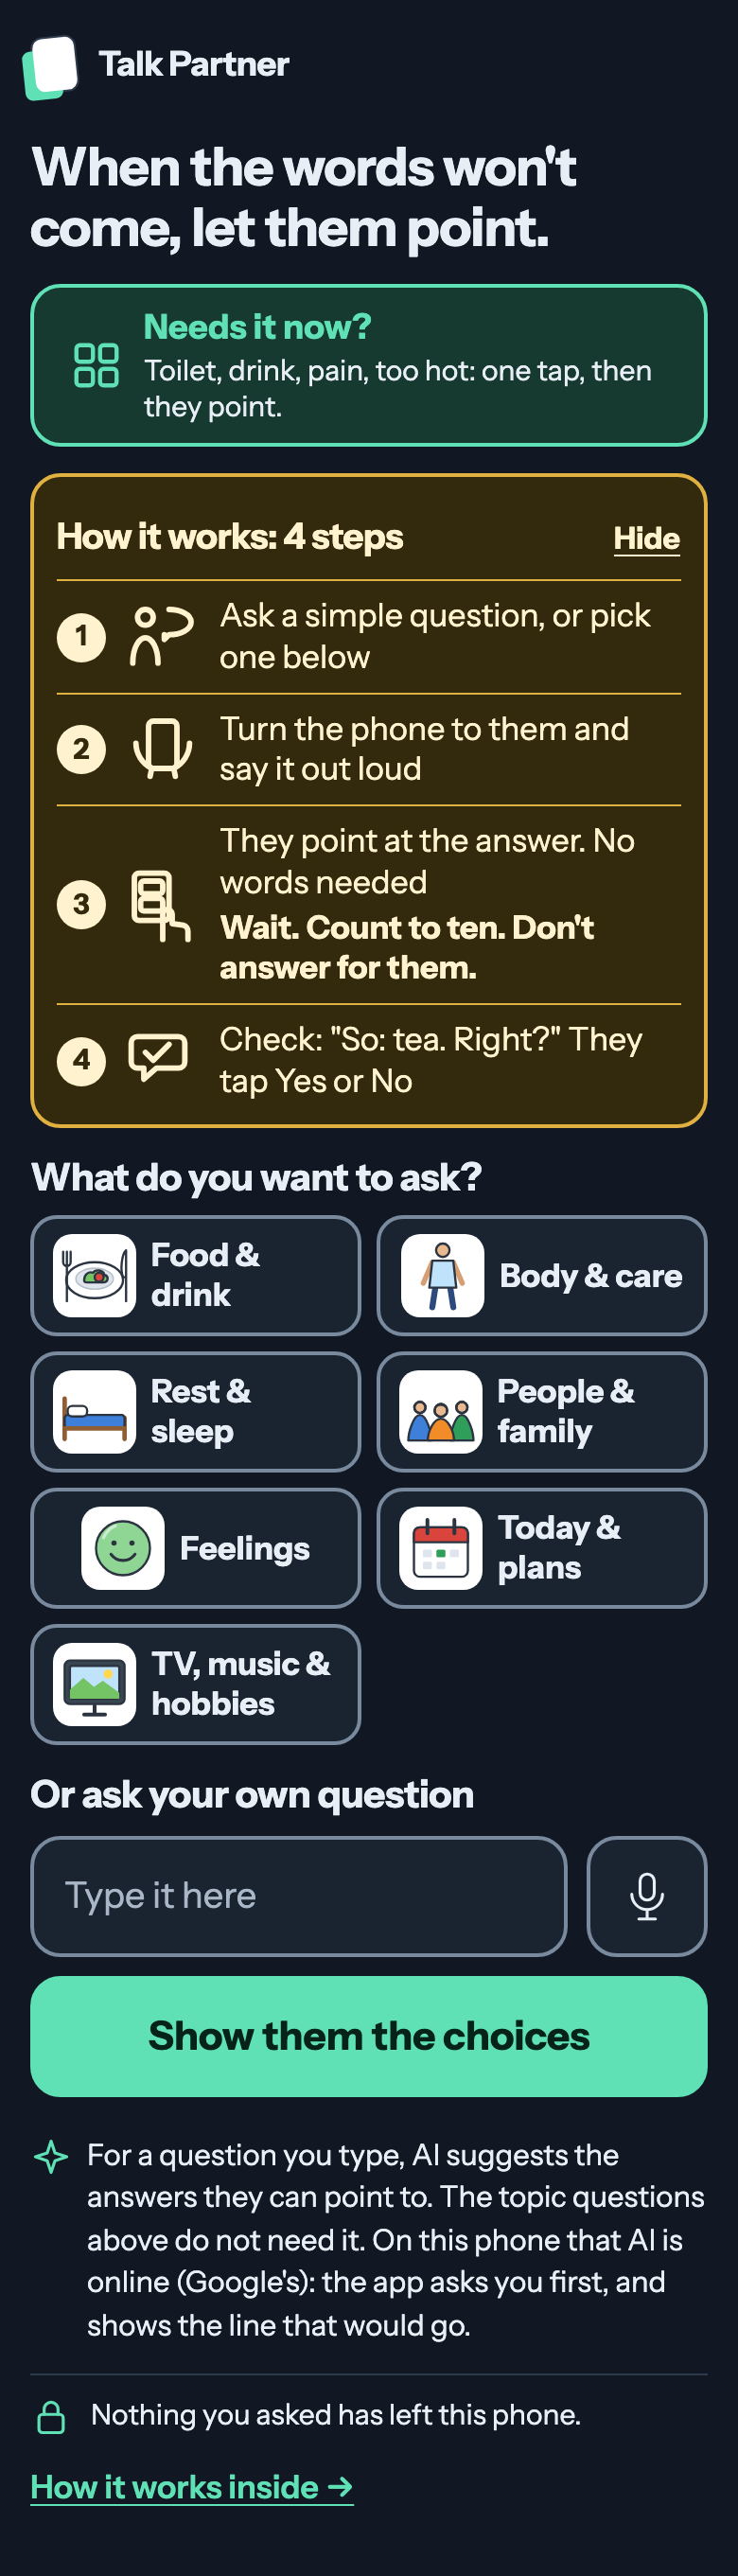 Talk Partner
When the words won't
come, let them point.
Needs it now?
Toilet, drink, pain, too hot: one tap, then
they point.
How it works: 4 steps
Hide
1
Ask a simple question, or pick
one below
2
Turn the phone to them and
say it out loud
3
They point at the answer. No
words needed
Wait. Count to ten. Don't
answer for them.
4
Check: "So: tea. Right?" They
tap Yes or No
What do you want to ask?
Food &
drink
Body & care
Rest &
sleep
People &
family
Feelings
Today &
plans
TV, music &
hobbies
Or ask your own question
Type it here
Show them the choices
For a question you type, AI suggests the
answers they can point to. The topic questions
above do not need it. On this phone that AI is
online (Google's): the app asks you first, and
shows the line that would go.
Nothing you asked has left this phone.
How it works inside →